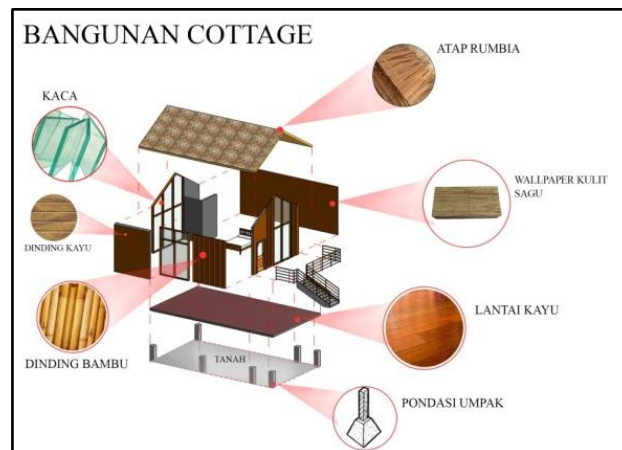 BANGUNAN COTTAGE
ATAP RUMBIA
KACA
WALLPAPER KULIT
SAGU
DINDING KAYU
LANTAI KAYU
DINDING BAMBU
TANAH
PONDASI UMPAK